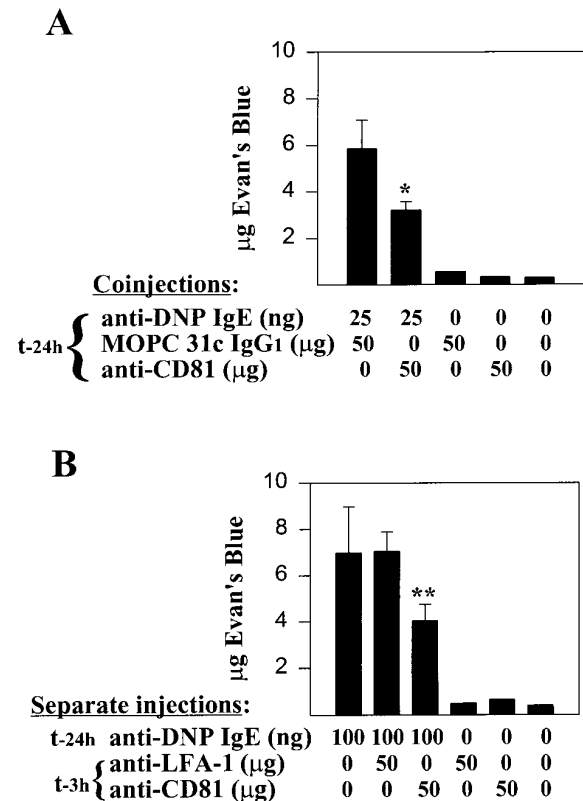 A
10
8
6
4
2
µg Evan's Blue
*
Coinjections:
t-24h { anti-DNP IgE (ng) 25 25 0 0 0
MOPC 31c IgG1 (µg) 50 0 50 0 0
anti-CD81 (µg) 0 50 0 50 0
B
10
8
6
4
2
µg Evan's Blue
**
Separate injections:
t-24h anti-DNP IgE (ng) 100 100 100 0 0 0
t-3h { anti-LFA-1 (µg) 0 50 0 50 0 0
anti-CD81 (µg) 0 0 50 0 50 0